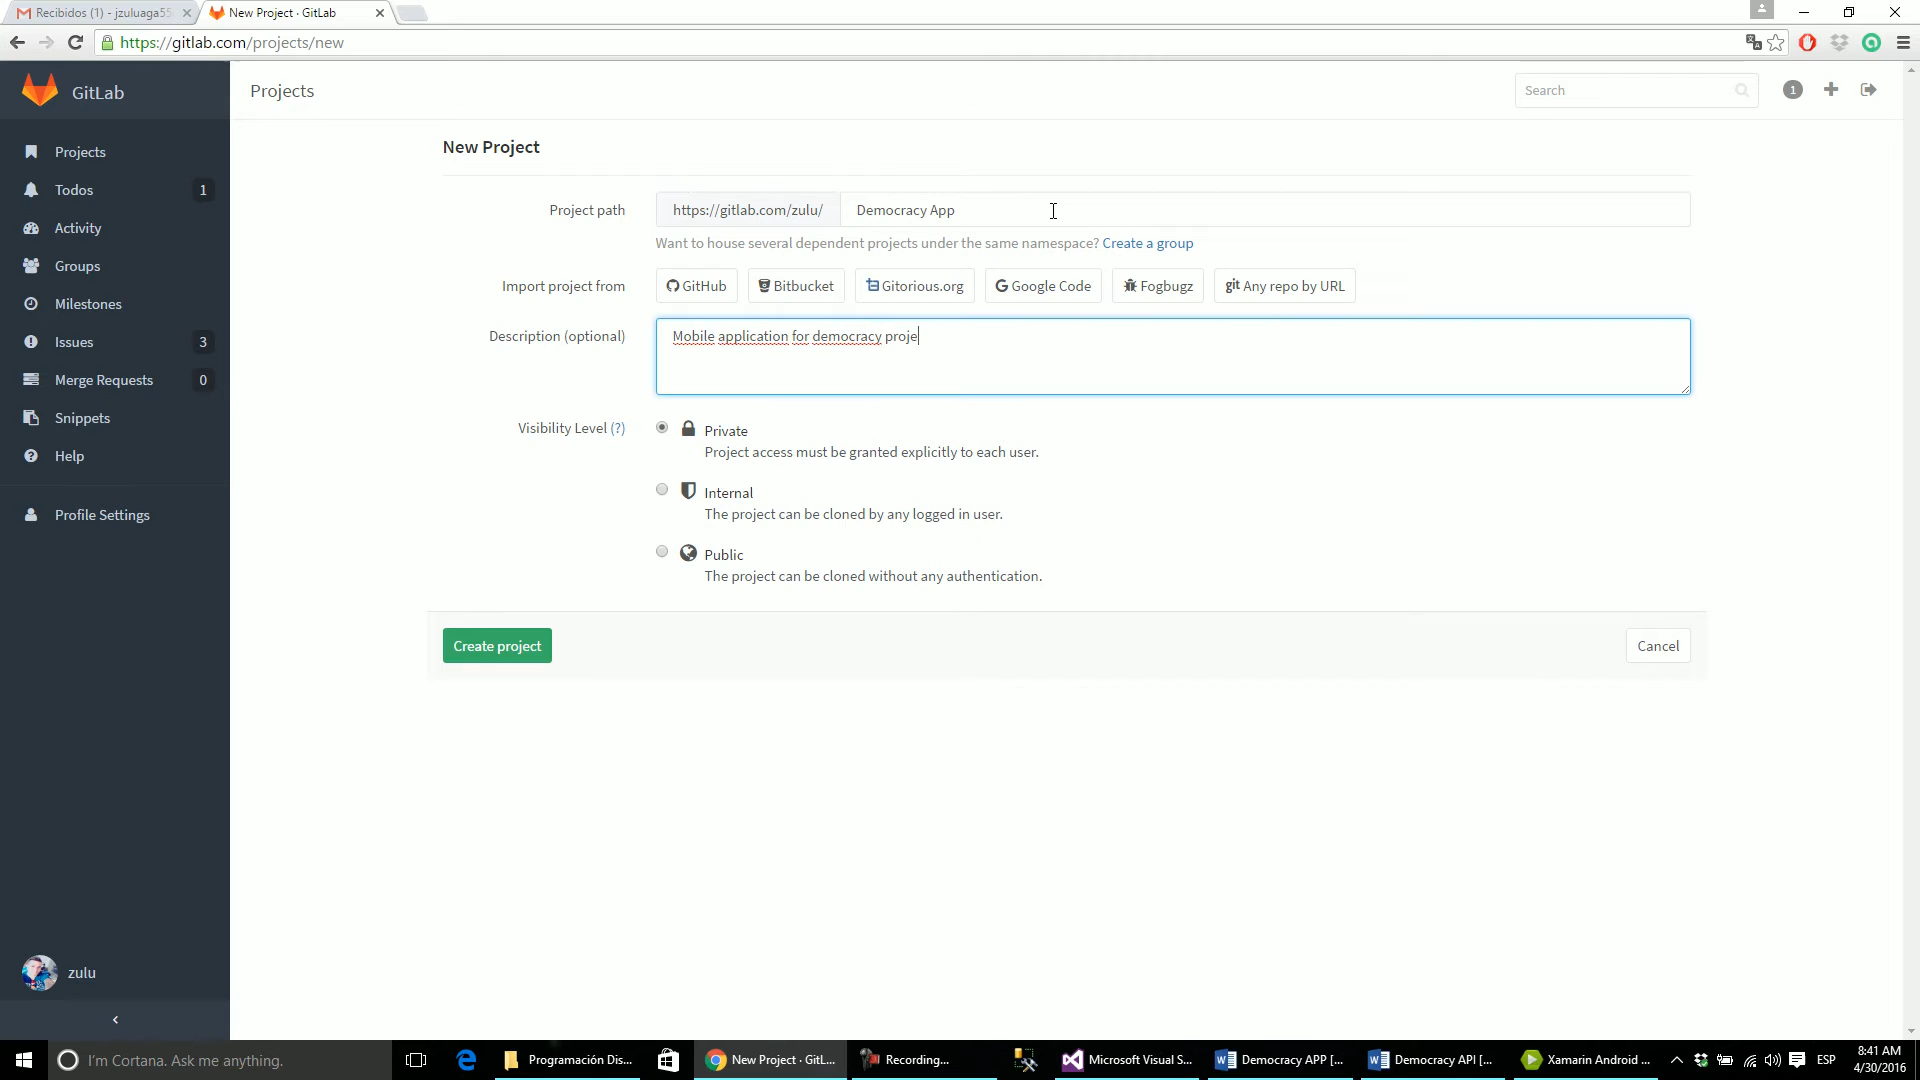 Recibidos (1) - jzuluaga55
New Project · GitLab
https://gitlab.com/projects/new
GitLab
Projects
Search
1
Projects
Todos 1
Activity
Groups
Milestones
Issues 3
Merge Requests 0
Snippets
Help
Profile Settings
New Project
Project path https://gitlab.com/zulu/ Democracy App
Want to house several dependent projects under the same namespace? Create a group
Import project from GitHub Bitbucket Gitorious.org Google Code Fogbugz git Any repo by URL
Description (optional) Mobile application for democracy proje
Visibility Level (?)
Private
Project access must be granted explicitly to each user.
Internal
The project can be cloned by any logged in user.
Public
The project can be cloned without any authentication.
Create project Cancel
zulu
I'm Cortana. Ask me anything.
Programación Dis...
New Project · GitL...
Recording...
Microsoft Visual S...
Democracy APP [...
Democracy API [...
Xamarin Android ...
ESP
8:41 AM
4/30/2016